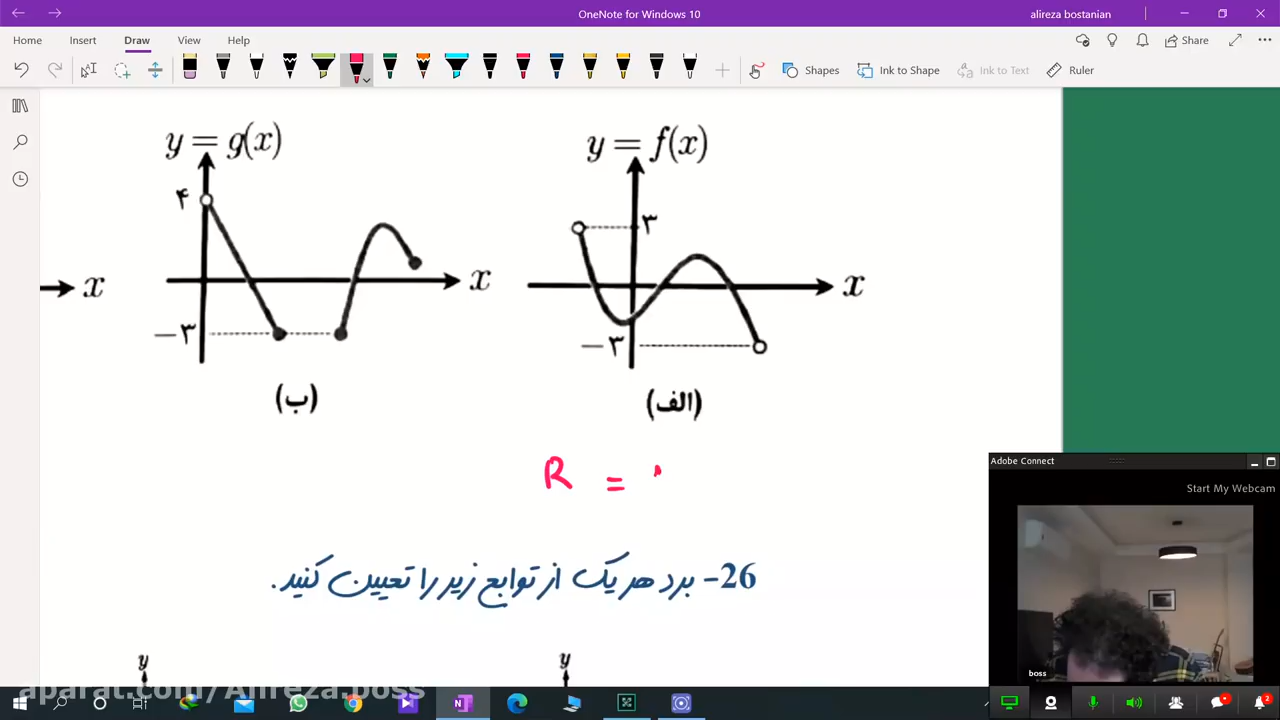 OneNote for Windows 10
alireza bostanian
Home Insert Draw View Help
Share
Shapes
Ink to Shape
Ink to Text
Ruler
y = g(x)
y = f(x)
۴
۳
x
x
x
−۳
−۳
(ب)
(الف)
R =
26- برد هر یک از توابع زیر را تعیین کنید.
y
y
Adobe Connect
Start My Webcam
boss
2
aparat.com/Alireza.boss